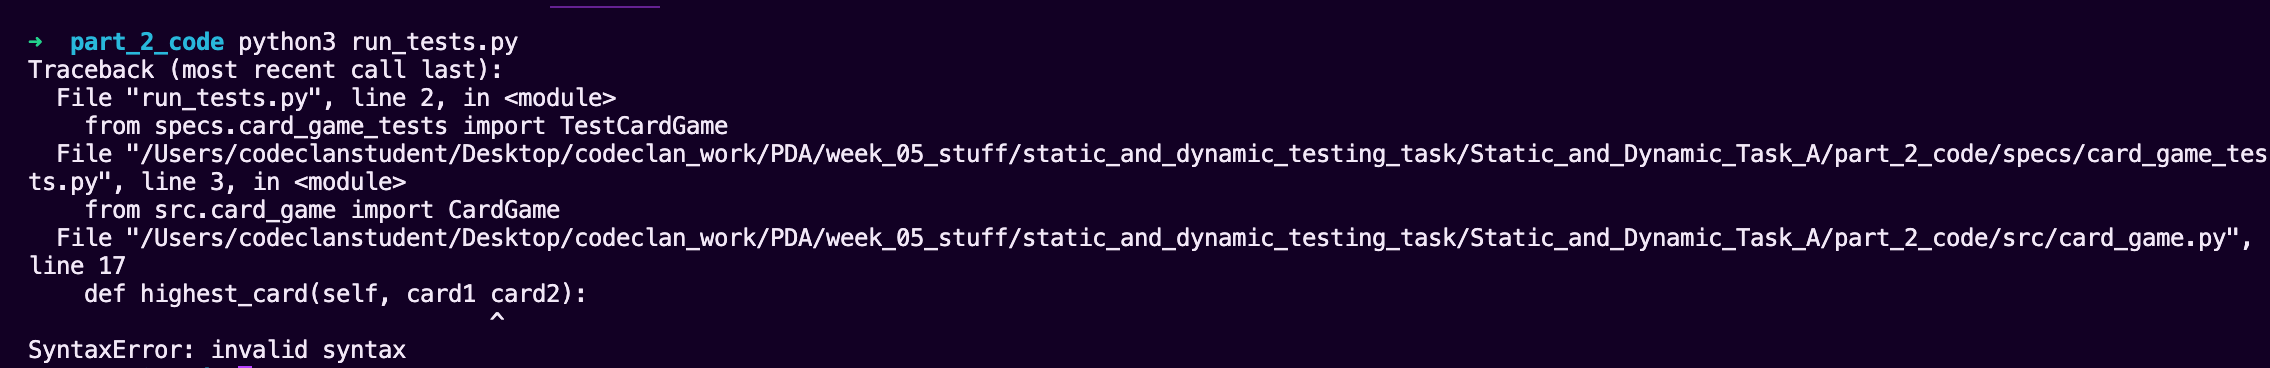 → part_2_code python3 run_tests.py
Traceback (most recent call last):
  File "run_tests.py", line 2, in <module>
    from specs.card_game_tests import TestCardGame
  File "/Users/codeclanstudent/Desktop/codeclan_work/PDA/week_05_stuff/static_and_dynamic_testing_task/Static_and_Dynamic_Task_A/part_2_code/specs/card_game_tes
ts.py", line 3, in <module>
    from src.card_game import CardGame
  File "/Users/codeclanstudent/Desktop/codeclan_work/PDA/week_05_stuff/static_and_dynamic_testing_task/Static_and_Dynamic_Task_A/part_2_code/src/card_game.py",
line 17
    def highest_card(self, card1 card2):
                                 ^
SyntaxError: invalid syntax